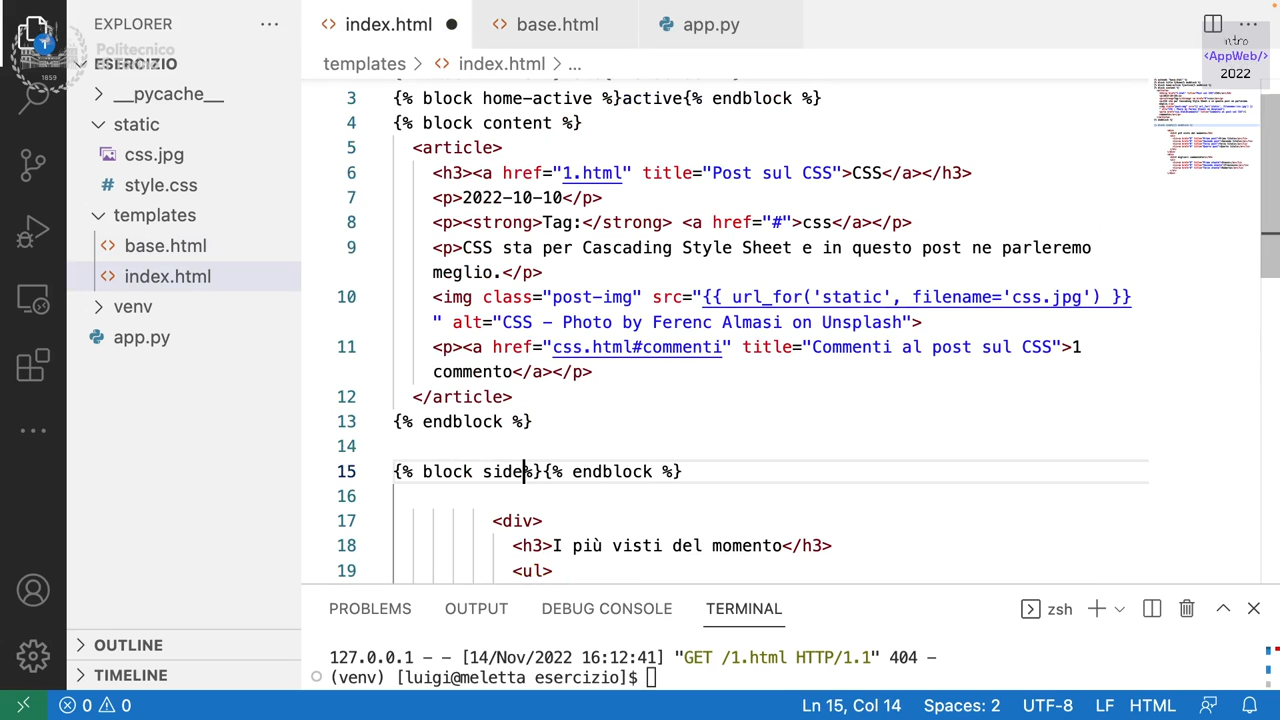 EXPLORER
index.html
base.html
app.py
ntro
<AppWeb/>
2022
Politecnico
1859
ESERCIZIO
templates > index.html > ...
__pycache__
static
css.jpg
style.css
templates
base.html
index.html
venv
app.py
OUTLINE
TIMELINE
3 {% block home-active %}active{% endblock %}
4 {% block content %}
5 <article>
6 <h3><a href="1.html" title="Post sul CSS">CSS</a></h3>
7 <p>2022-10-10</p>
8 <p><strong>Tag:</strong> <a href="#">css</a></p>
9 <p>CSS sta per Cascading Style Sheet e in questo post ne parleremo
meglio.</p>
10 <img class="post-img" src="{{ url_for('static', filename='css.jpg') }}
" alt="CSS – Photo by Ferenc Almasi on Unsplash">
11 <p><a href="css.html#commenti" title="Commenti al post sul CSS">1
commento</a></p>
12 </article>
13 {% endblock %}
14
15 {% block side%}{% endblock %}
16
17 <div>
18 <h3>I più visti del momento</h3>
19 <ul>
PROBLEMS OUTPUT DEBUG CONSOLE TERMINAL
zsh
127.0.0.1 - - [14/Nov/2022 16:12:41] "GET /1.html HTTP/1.1" 404 -
(venv) [luigi@meletta esercizio]$
0 0 Ln 15, Col 14 Spaces: 2 UTF-8 LF HTML